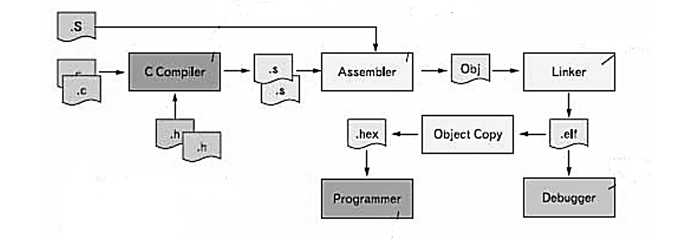 .S
.c
C Compiler
.s
.s
Assembler
Obj
Linker
.h
.h
.hex
Object Copy
.elf
Programmer
Debugger